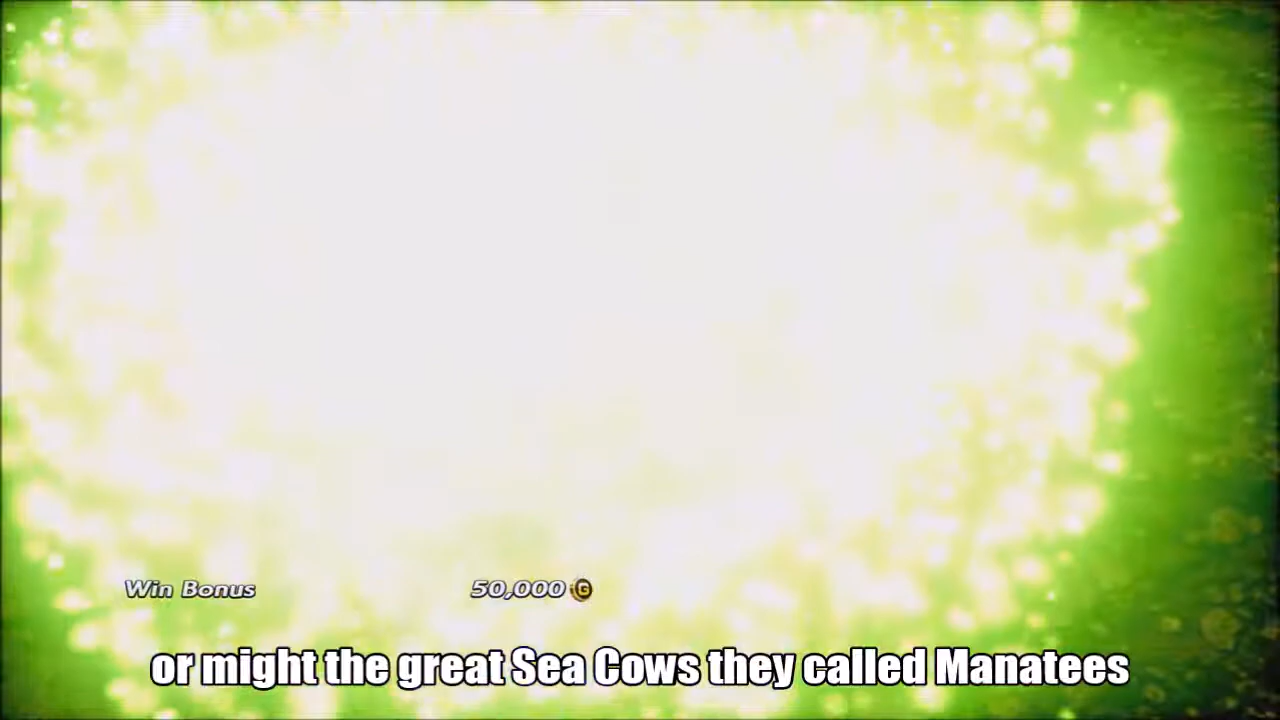 Win Bonus 50,000 G
or might the great Sea Cows they called Manatees